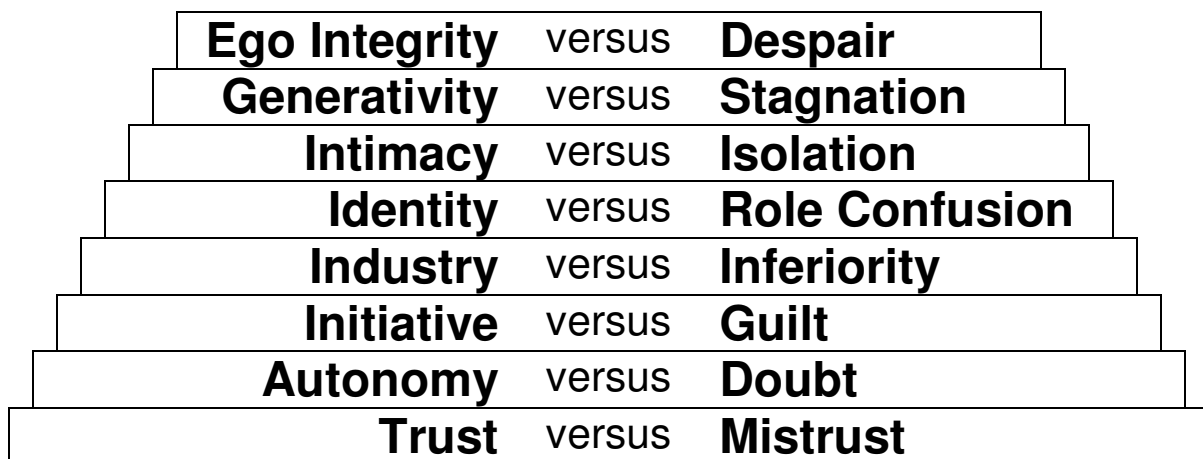 Ego Integrity versus Despair
Generativity versus Stagnation
Intimacy versus Isolation
Identity versus Role Confusion
Industry versus Inferiority
Initiative versus Guilt
Autonomy versus Doubt
Trust versus Mistrust